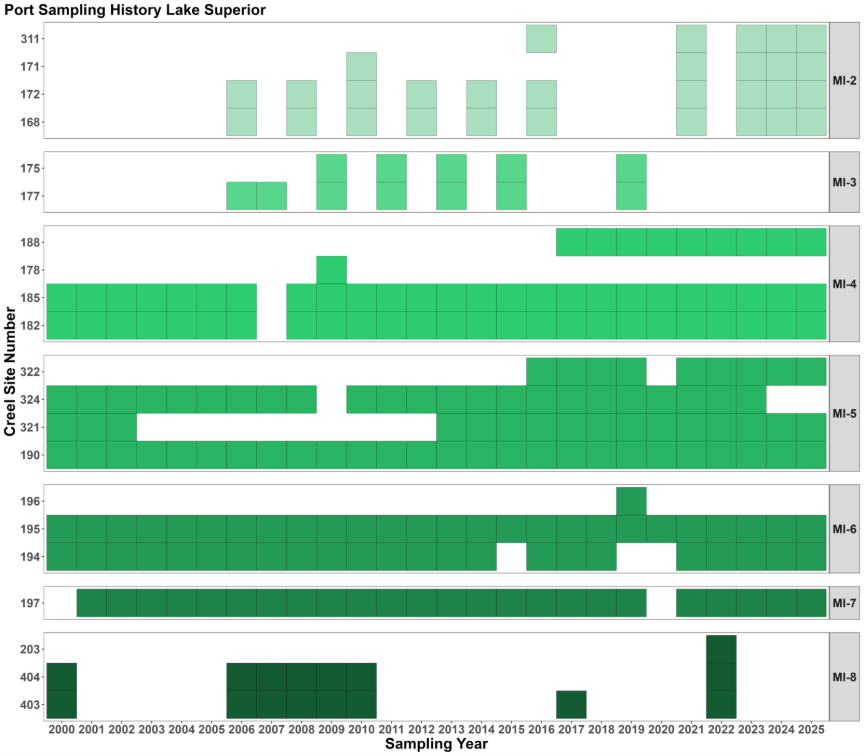 Port Sampling History Lake Superior
Creel Site Number
311
171
172
168
MI-2
175
177
MI-3
188
178
185
182
MI-4
322
324
321
190
MI-5
196
195
194
MI-6
197
MI-7
203
404
403
MI-8
2000 2001 2002 2003 2004 2005 2006 2007 2008 2009 2010 2011 2012 2013 2014 2015 2016 2017 2018 2019 2020 2021 2022 2023 2024 2025
Sampling Year